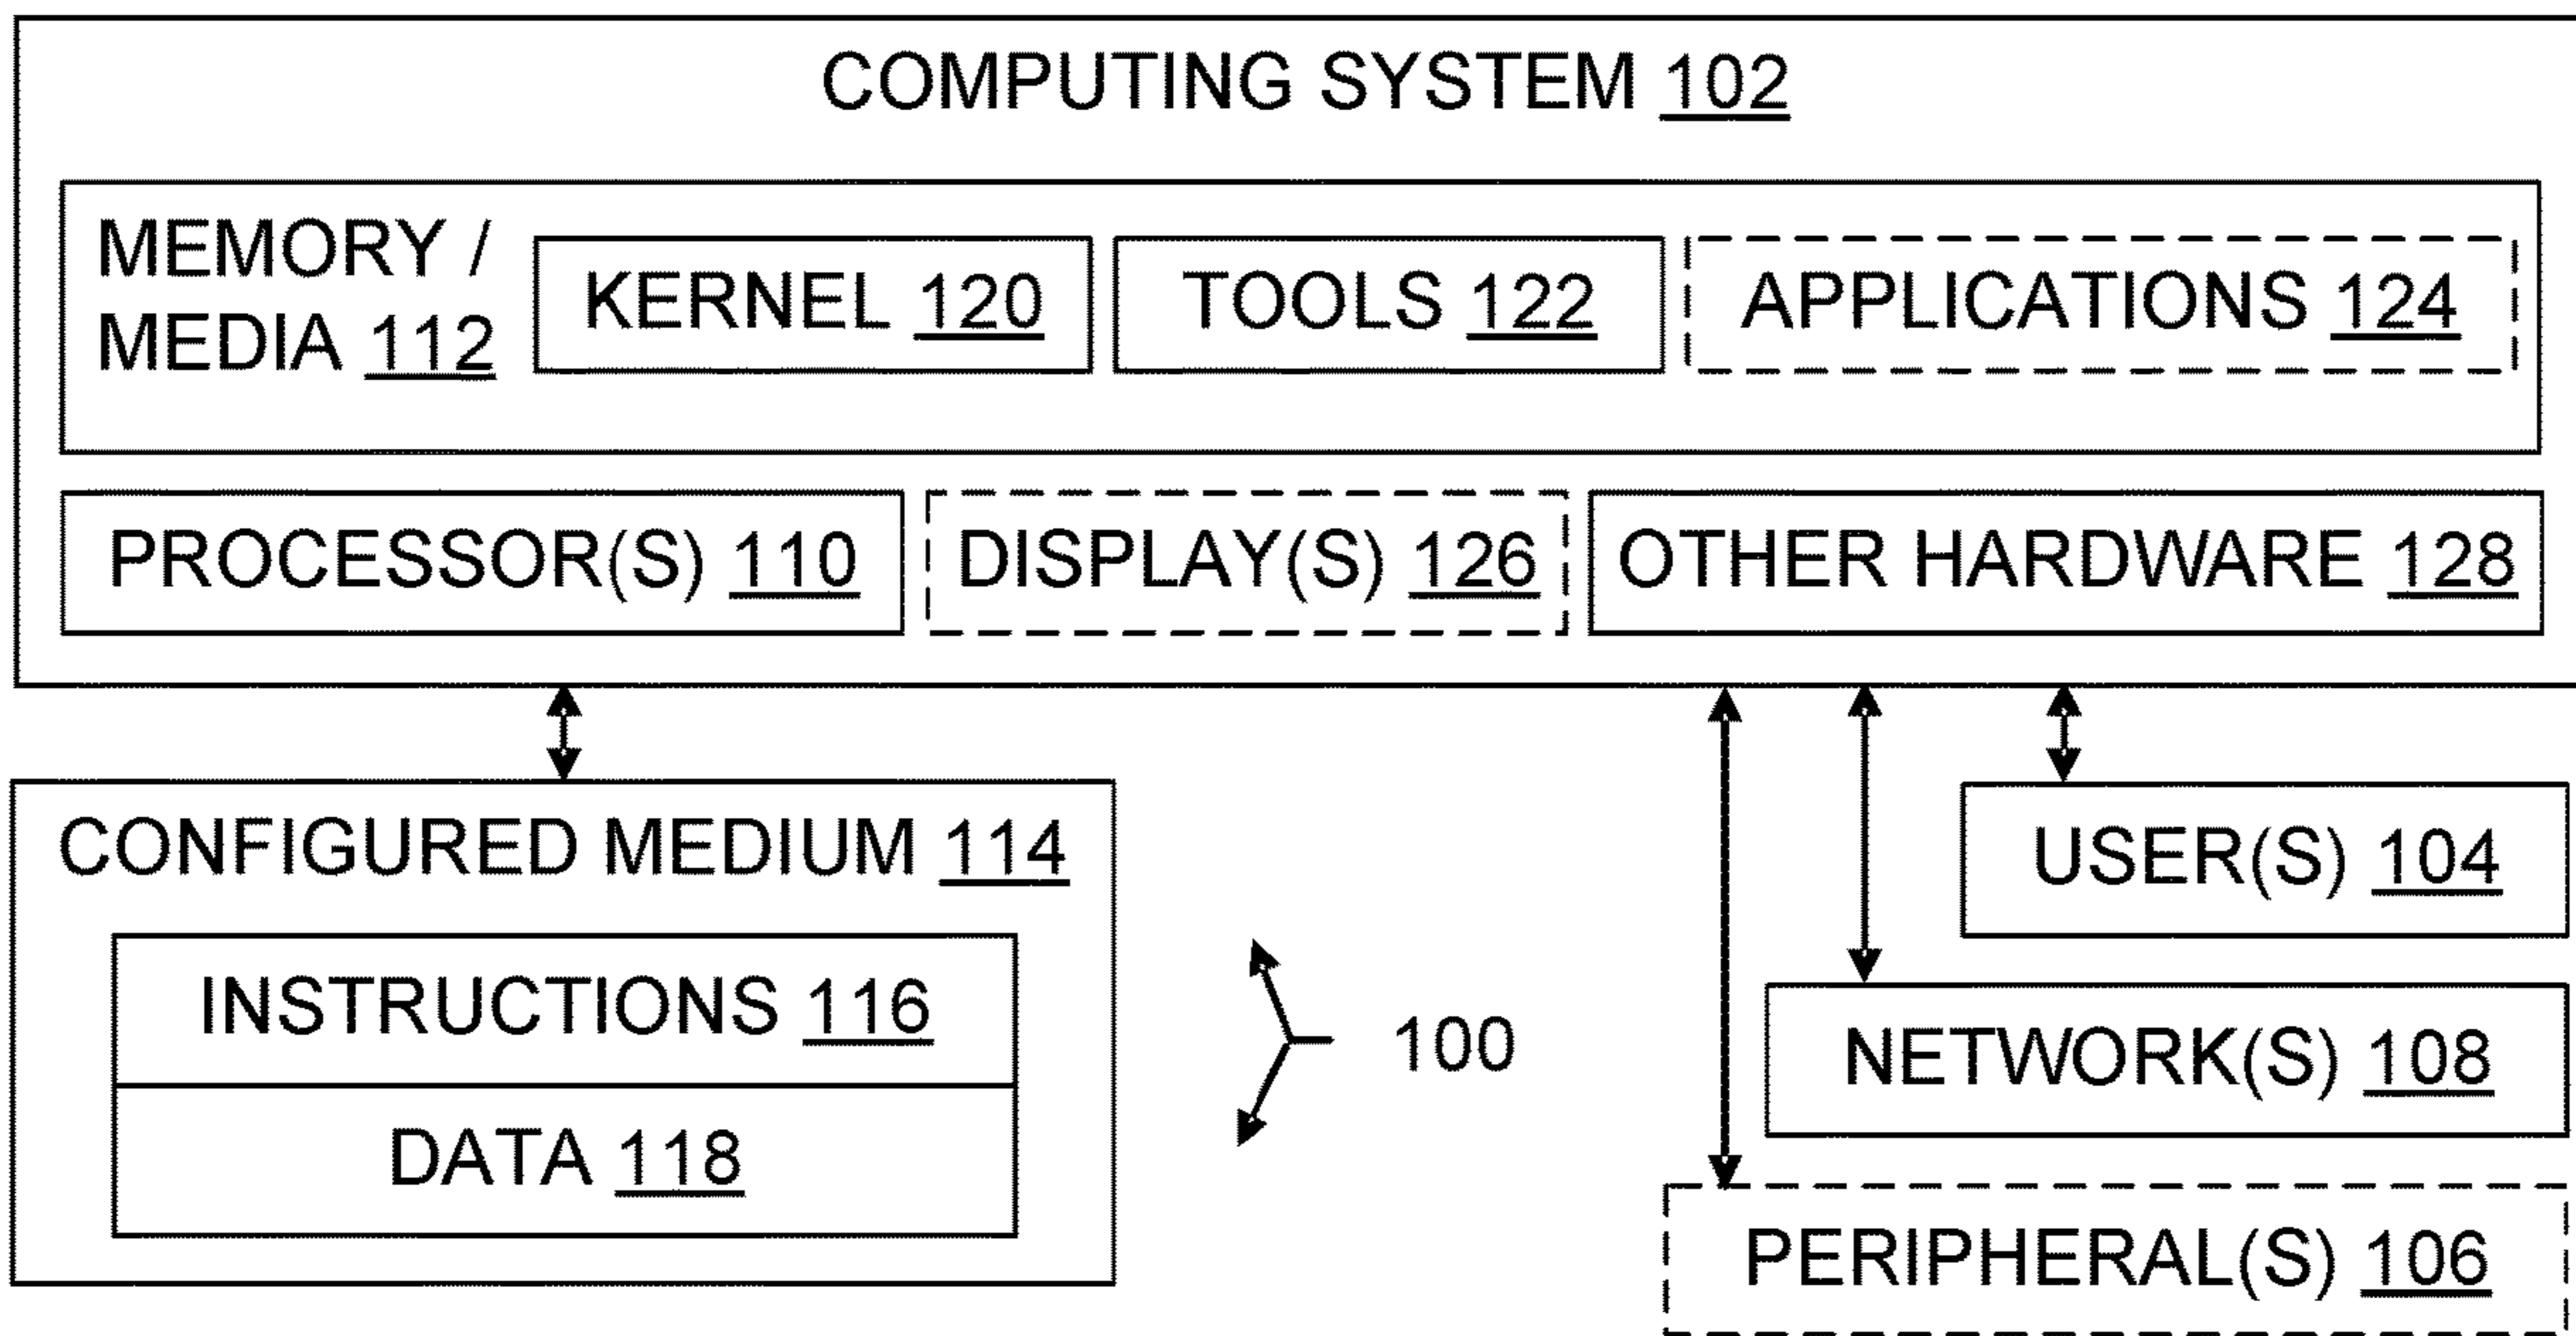 COMPUTING SYSTEM 102
MEMORY /
MEDIA 112
KERNEL 120
TOOLS 122
APPLICATIONS 124
PROCESSOR(S) 110
DISPLAY(S) 126
OTHER HARDWARE 128
CONFIGURED MEDIUM 114
INSTRUCTIONS 116
DATA 118
100
USER(S) 104
NETWORK(S) 108
PERIPHERAL(S) 106